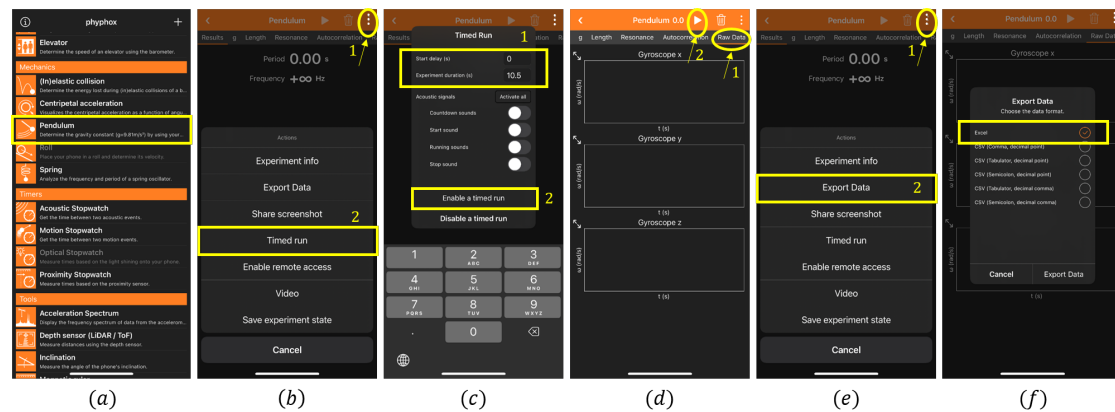 phyphox
+
Elevator
Determine the speed of an elevator using the barometer.
Mechanics
(In)elastic collision
Determine the energy lost during (in)elastic collisions of a b...
Centripetal acceleration
Visualizes the centripetal acceleration as a function of angu...
Pendulum
Determine the gravity constant (g≈9.81m/s²) by using your...
Roll
Place your phone in a roll and determine its velocity.
Spring
Analyze the frequency and period of a spring oscillator.
Timers
Acoustic Stopwatch
Get the time between two acoustic events.
Motion Stopwatch
Get the time between two motion events.
Optical Stopwatch
Measure times based on the light shining onto your phone.
Proximity Stopwatch
Measure times based on the proximity sensor.
Tools
Acceleration Spectrum
Display the frequency spectrum of data from the accelerom...
Depth sensor (LiDAR / ToF)
Measure distances using the depth sensor.
Inclination
Measure the angle of the phone's inclination.
(a)
Pendulum
1
Results g Length Resonance Autocorrelation
Period 0.00 s
Frequency +∞ Hz
Actions
Experiment info
Export Data
Share screenshot
2
Timed run
Enable remote access
Video
Save experiment state
Cancel
(b)
Pendulum
Results
Timed Run
1
Start delay (s) 0
Experiment duration (s) 10.5
Acoustic signals Activate all
Countdown sounds
Start sound
Running sounds
Stop sound
Enable a timed run
2
Disable a timed run
1
2 ABC
3 DEF
4 GHI
5 JKL
6 MNO
7 PQRS
8 TUV
9 WXYZ
.
0
(c)
Pendulum 0.0
2
g Length Resonance Autocorrelation Raw Data
1
Gyroscope x
ω (rad/s)
t (s)
Gyroscope y
ω (rad/s)
t (s)
Gyroscope z
ω (rad/s)
t (s)
(d)
Pendulum
1
Results g Length Resonance Autocorrelation
Period 0.00 s
Frequency +∞ Hz
Actions
Experiment info
Export Data
2
Share screenshot
Timed run
Enable remote access
Video
Save experiment state
Cancel
(e)
Pendulum 0.0
g Length Resonance Autocorrelation Raw Dat
Gyroscope x
ω (rad/s)
Export Data
Choose the data format.
Excel
CSV (Comma, decimal point)
CSV (Tabulator, decimal point)
CSV (Semicolon, decimal point)
CSV (Tabulator, decimal comma)
CSV (Semicolon, decimal comma)
ω (rad/s)
ω (rad/s)
Cancel Export Data
t (s)
(f)